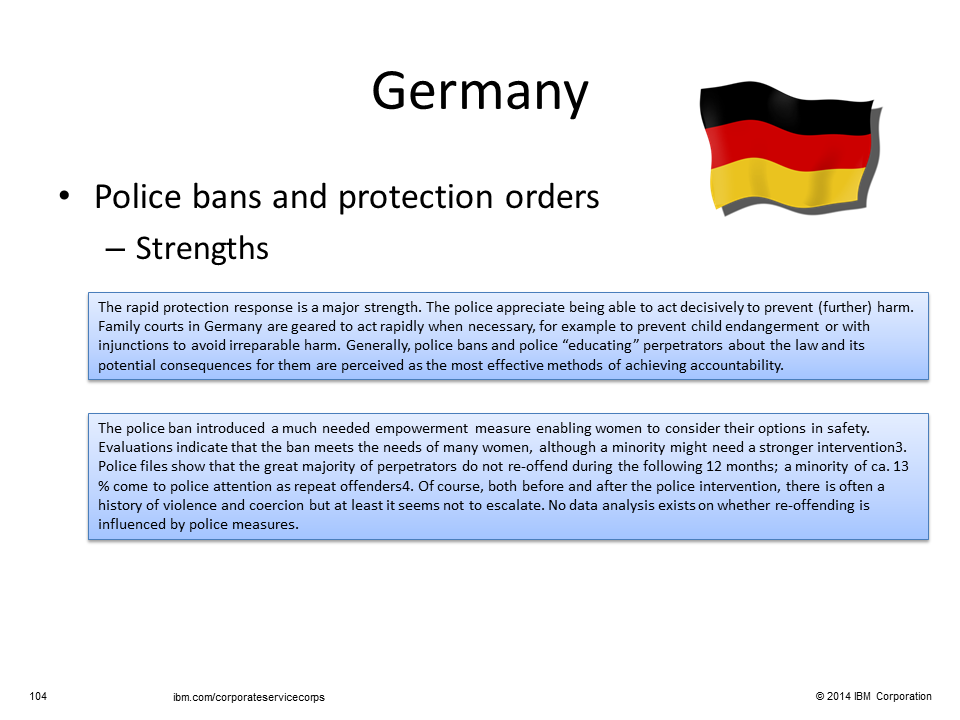 Germany
• Police bans and protection orders
– Strengths
The rapid protection response is a major strength. The police appreciate being able to act decisively to prevent (further) harm.
Family courts in Germany are geared to act rapidly when necessary, for example to prevent child endangerment or with
injunctions to avoid irreparable harm. Generally, police bans and police “educating” perpetrators about the law and its
potential consequences for them are perceived as the most effective methods of achieving accountability.
The police ban introduced a much needed empowerment measure enabling women to consider their options in safety.
Evaluations indicate that the ban meets the needs of many women, although a minority might need a stronger intervention3.
Police files show that the great majority of perpetrators do not re-offend during the following 12 months; a minority of ca. 13
% come to police attention as repeat offenders4. Of course, both before and after the police intervention, there is often a
history of violence and coercion but at least it seems not to escalate. No data analysis exists on whether re-offending is
influenced by police measures.
104 ibm.com/corporateservicecorps © 2014 IBM Corporation